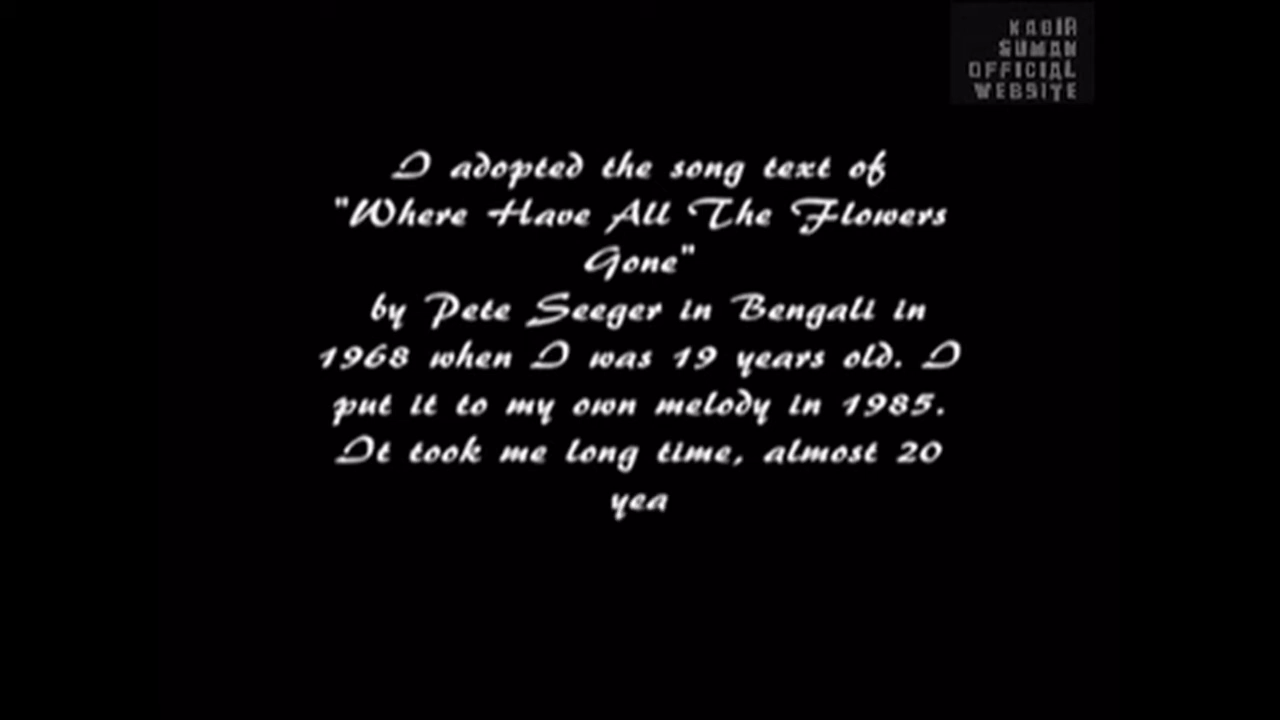 KABIR
SUMAN
OFFICIAL
WEBSITE
I adopted the song text of
"Where Have All The Flowers
Gone"
by Pete Seeger in Bengali in
1968 when I was 19 years old. I
put it to my own melody in 1985.
It took me long time, almost 20
yea